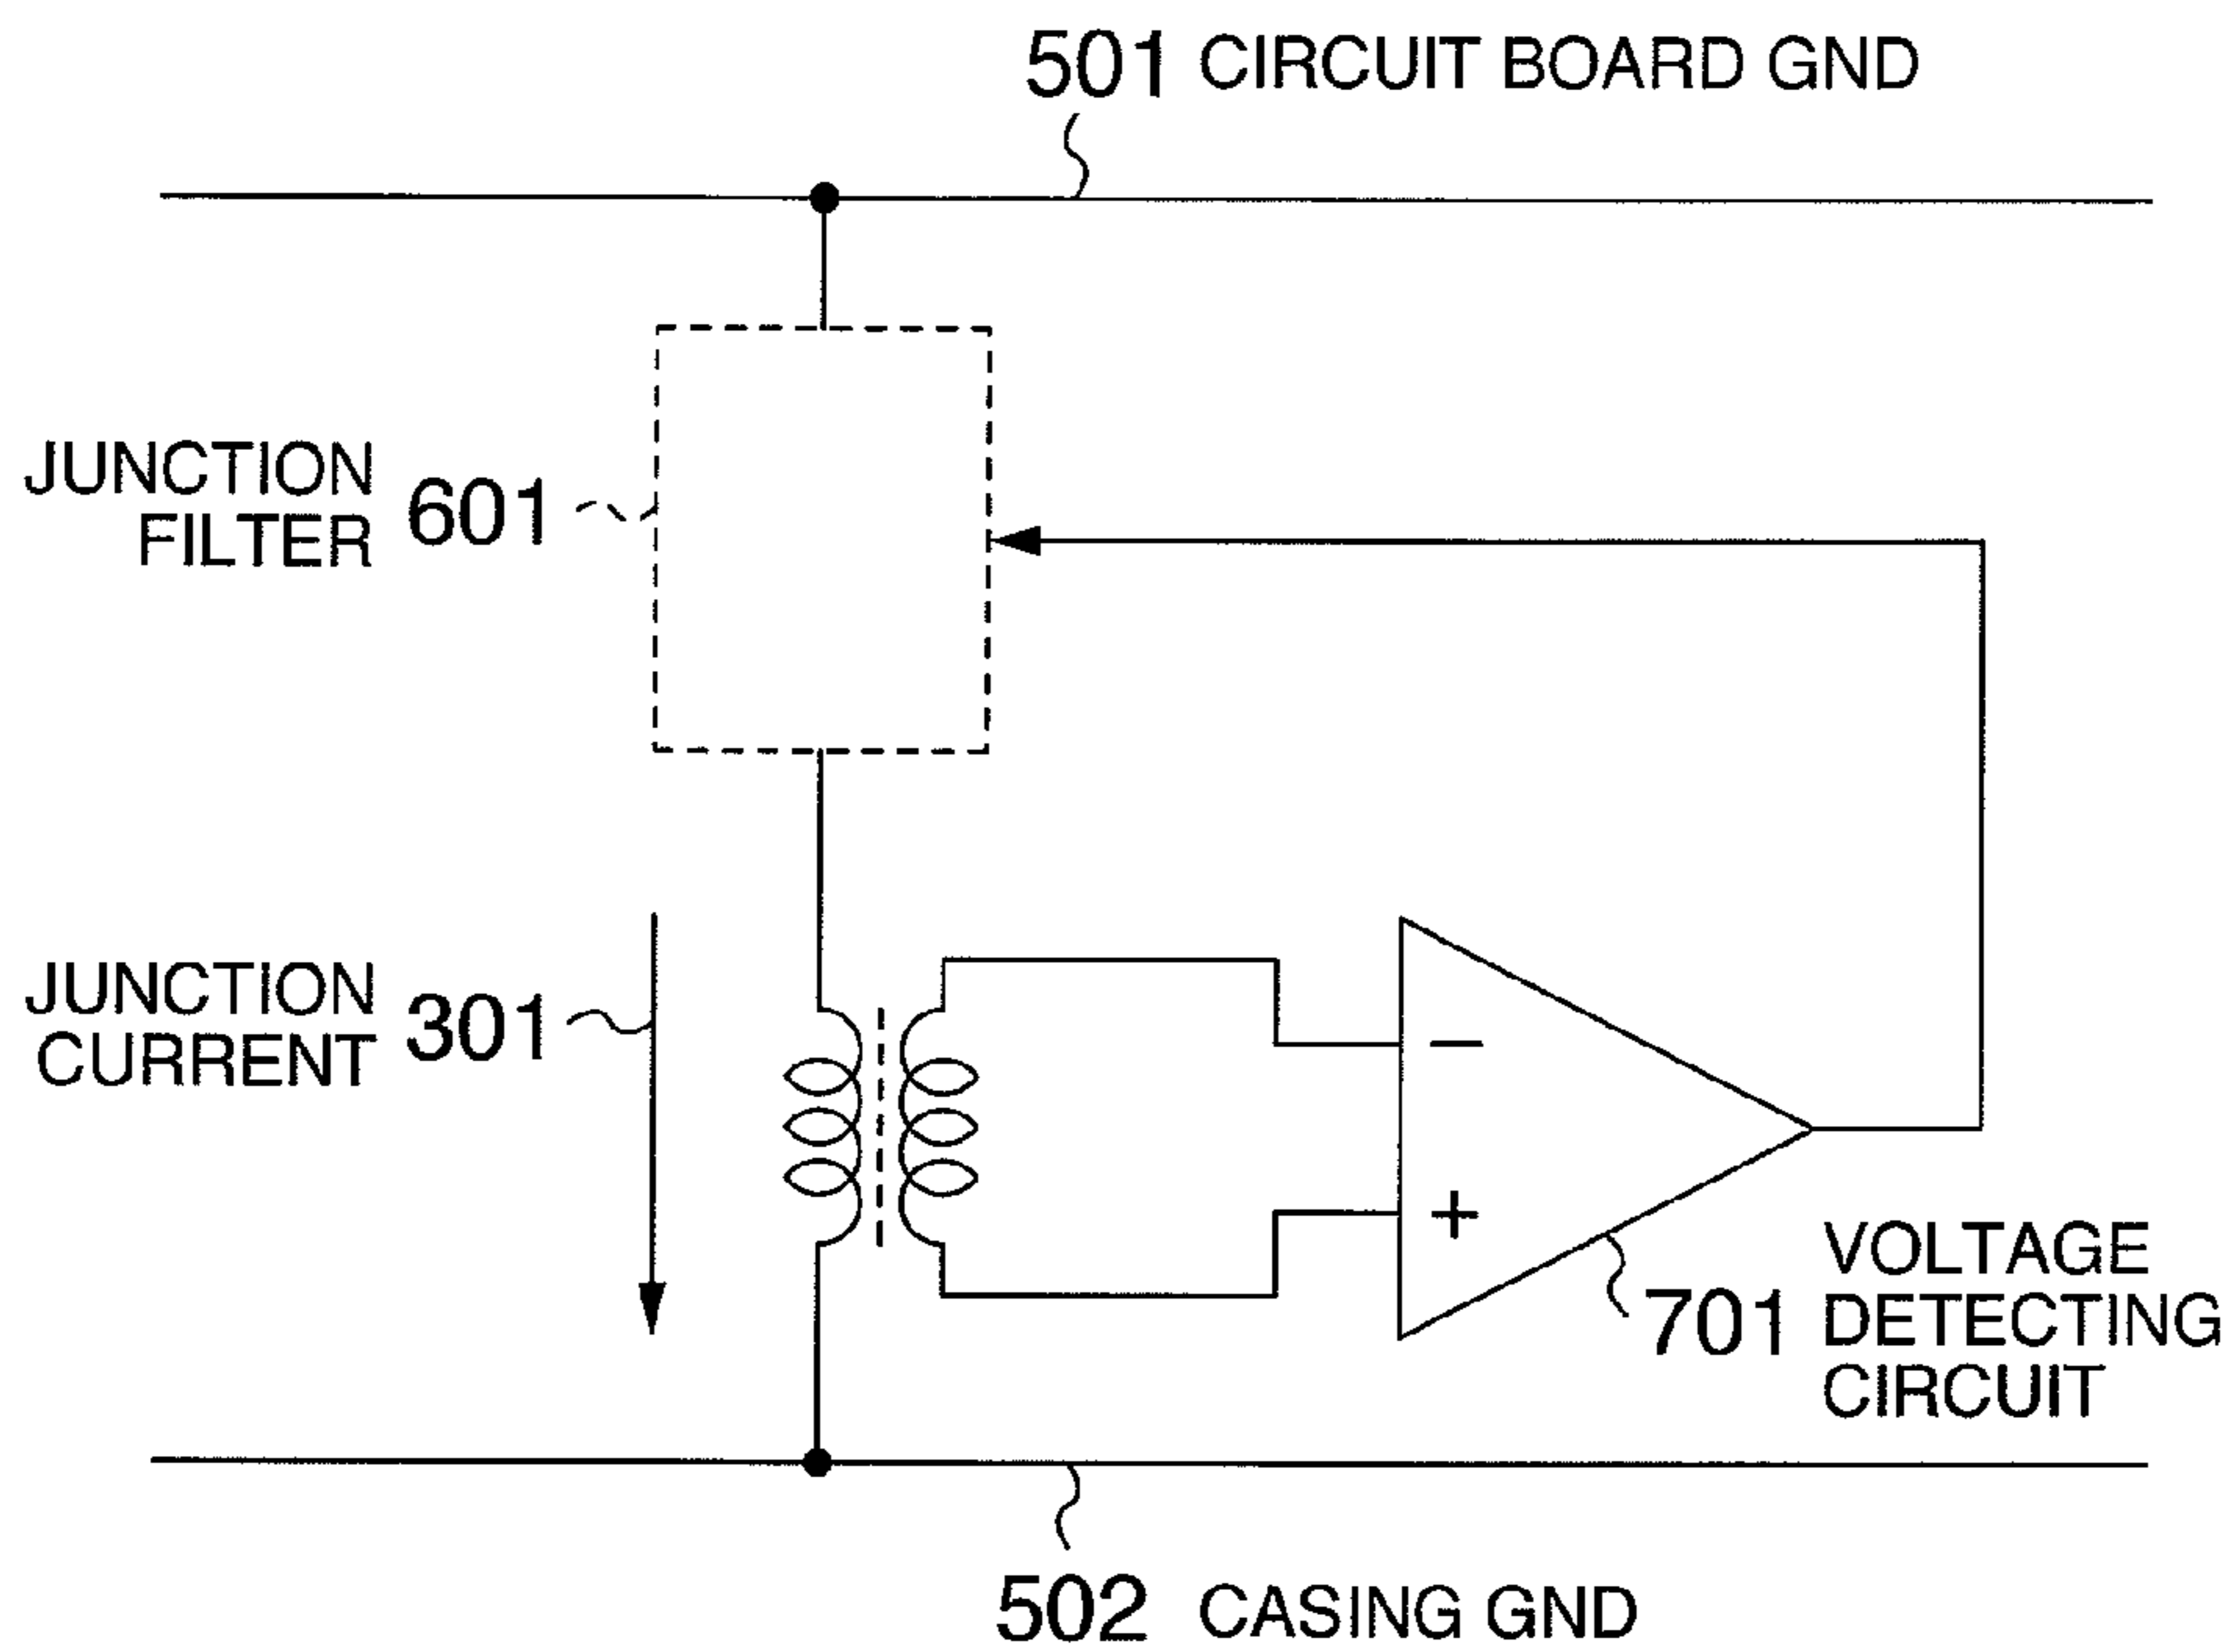 501 CIRCUIT BOARD GND
JUNCTION
FILTER 601
JUNCTION
CURRENT 301
−
+
VOLTAGE
701 DETECTING
CIRCUIT
502 CASING GND